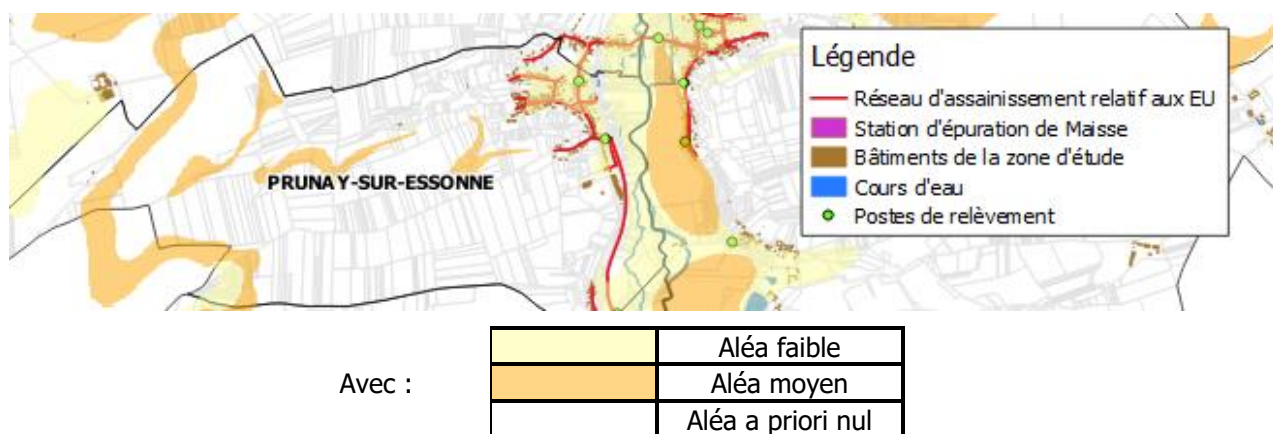 Légende
Réseau d'assainissement relatif aux EU
Station d'épuration de Maisse
Bâtiments de la zone d'étude
Cours d'eau
Postes de relèvement
PRUNAY-SUR-ESSONNE
Avec :
Aléa faible
Aléa moyen
Aléa a priori nul